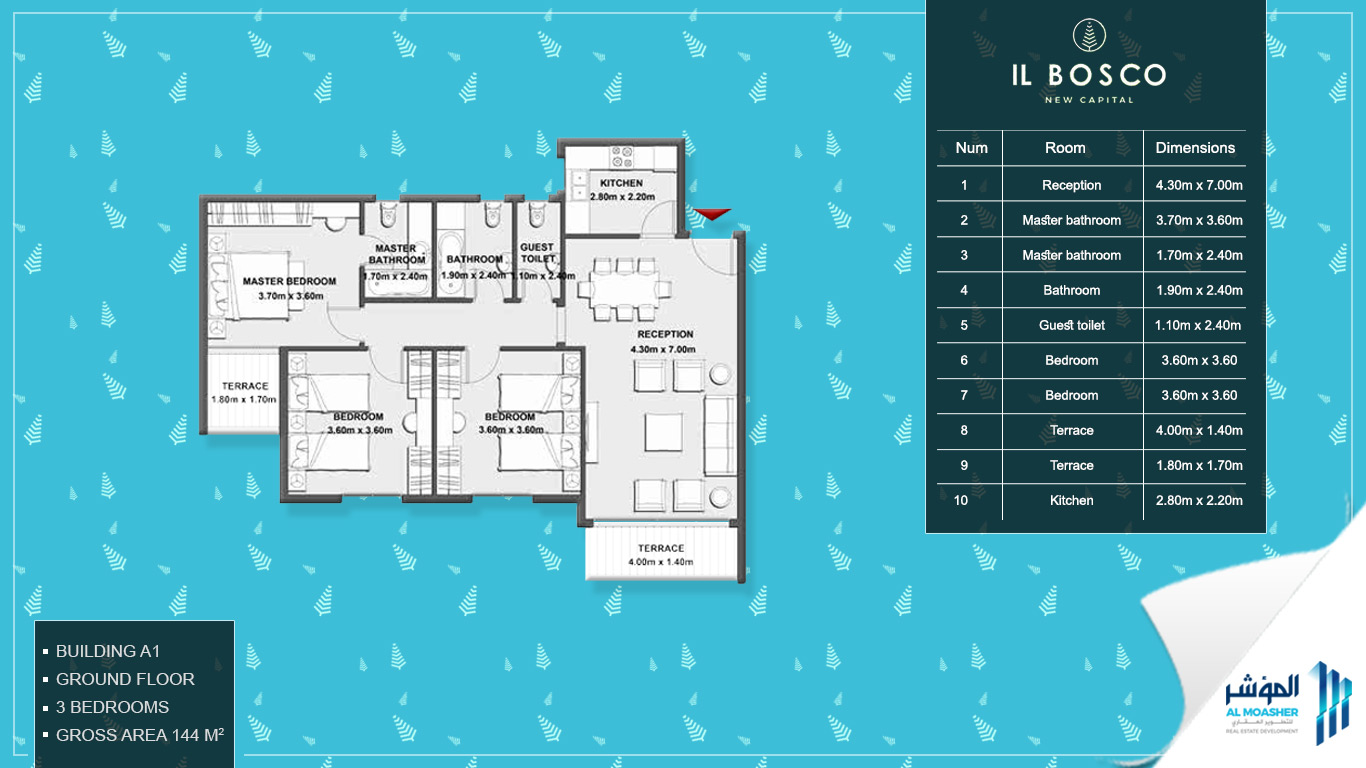 IL BOSCO
NEW CAPITAL
Num Room Dimensions
1 Reception 4.30m x 7.00m
2 Master bathroom 3.70m x 3.60m
3 Master bathroom 1.70m x 2.40m
4 Bathroom 1.90m x 2.40m
5 Guest toilet 1.10m x 2.40m
6 Bedroom 3.60m x 3.60
7 Bedroom 3.60m x 3.60
8 Terrace 4.00m x 1.40m
9 Terrace 1.80m x 1.70m
10 Kitchen 2.80m x 2.20m
KITCHEN
2.80m x 2.20m
MASTER
BATHROOM
1.70m x 2.40m
BATHROOM
1.90m x 2.40m
GUEST
TOILET
1.10m x 2.40m
MASTER BEDROOM
3.70m x 3.60m
RECEPTION
4.30m x 7.00m
TERRACE
1.80m x 1.70m
BEDROOM
3.60m x 3.60m
BEDROOM
3.60m x 3.60m
TERRACE
4.00m x 1.40m
BUILDING A1
GROUND FLOOR
3 BEDROOMS
GROSS AREA 144 M²
المؤشر
AL MOASHER
للتطوير العقاري
REAL ESTATE DEVELOPMENT